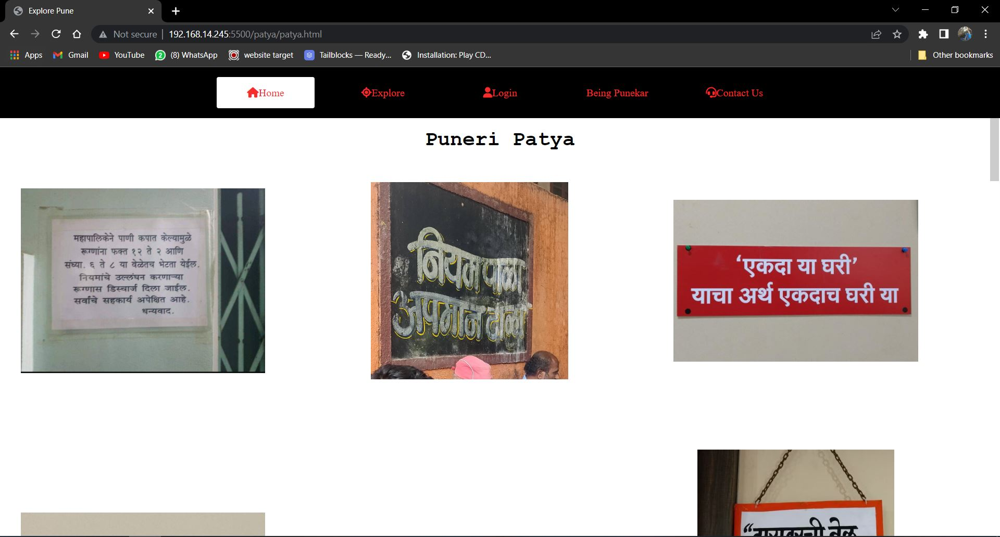 Explore Pune
Not secure
192.168.14.245:5500/patya/patya.html
Apps
Gmail
YouTube
(8) WhatsApp
website target
Tailblocks — Ready...
Installation: Play CD...
Other bookmarks
Home
Explore
Login
Being Punekar
Contact Us
Puneri Patya
महापालिकेने पाणी कपात केल्यामुळे
रूग्णांना फक्त १२ ते २ आणि
संध्या. ६ ते ८ या वेळेतच भेटता येईल.
नियमांचे उल्लंघन करणाऱ्या
रूग्णास डिस्चार्ज दिला जाईल.
सर्वांचे सहकार्य अपेक्षित आहे.
धन्यवाद.
नियम पाळा
अपमान टाळा
‘एकदा या घरी’
याचा अर्थ एकदाच घरी या